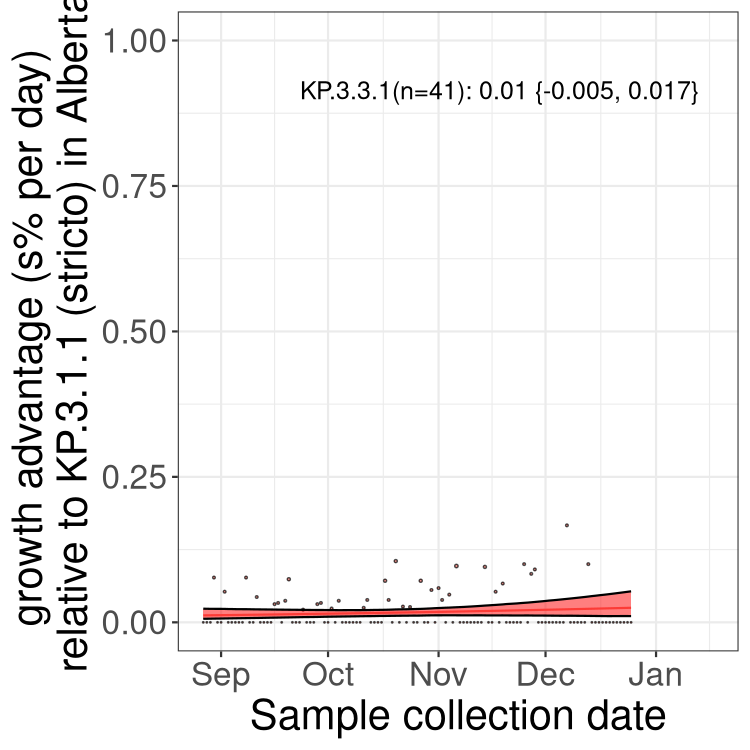 growth advantage (s% per day)
relative to KP.3.1.1 (stricto) in Alberta
1.00
0.75
0.50
0.25
0.00
KP.3.3.1(n=41): 0.01 {-0.005, 0.017}
Sep Oct Nov Dec Jan
Sample collection date